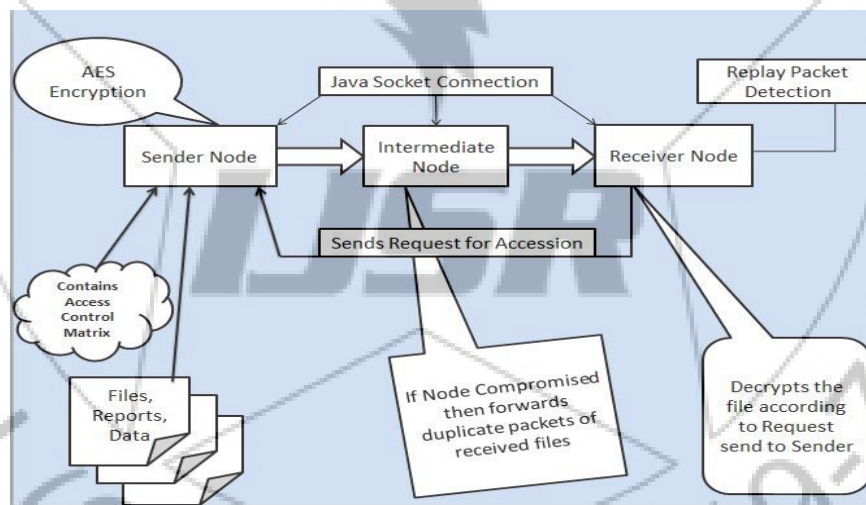 AES
Encryption
Java Socket Connection
Replay Packet
Detection
Sender Node
Intermediate
Node
Receiver Node
Sends Request for Accession
IJSR
Contains
Access
Control
Matrix
Files,
Reports,
Data
If Node Compromised
then forwards
duplicate packets of
received files
Decrypts the
file according
to Request
send to Sender